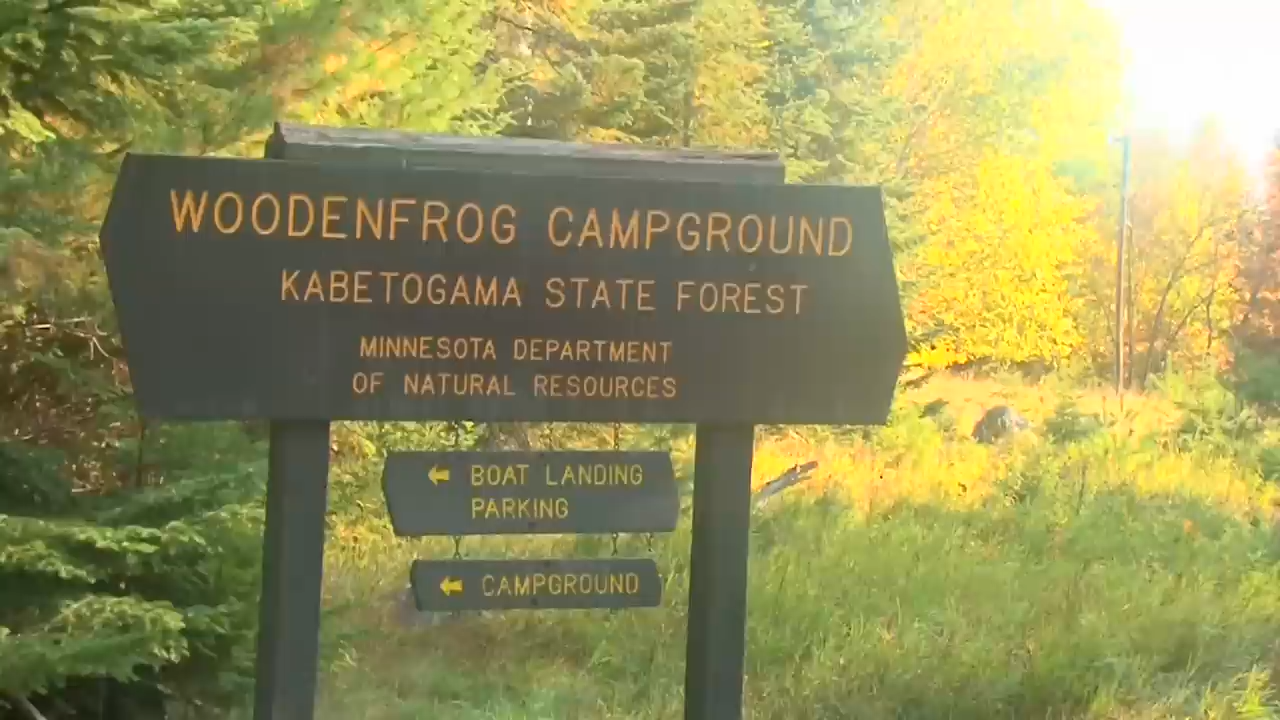 WOODENFROG CAMPGROUND
KABETOGAMA STATE FOREST
MINNESOTA DEPARTMENT
OF NATURAL RESOURCES
← BOAT LANDING
PARKING
← CAMPGROUND